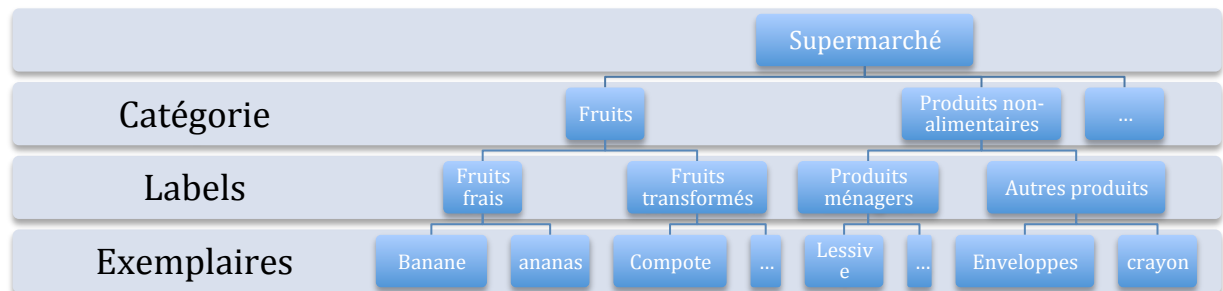 Supermarché
Catégorie
Fruits
Produits non-
alimentaires
...
Labels
Fruits
frais
Fruits
transformés
Produits
ménagers
Autres produits
Exemplaires
Banane
ananas
Compote
...
Lessiv
e
...
Enveloppes
crayon